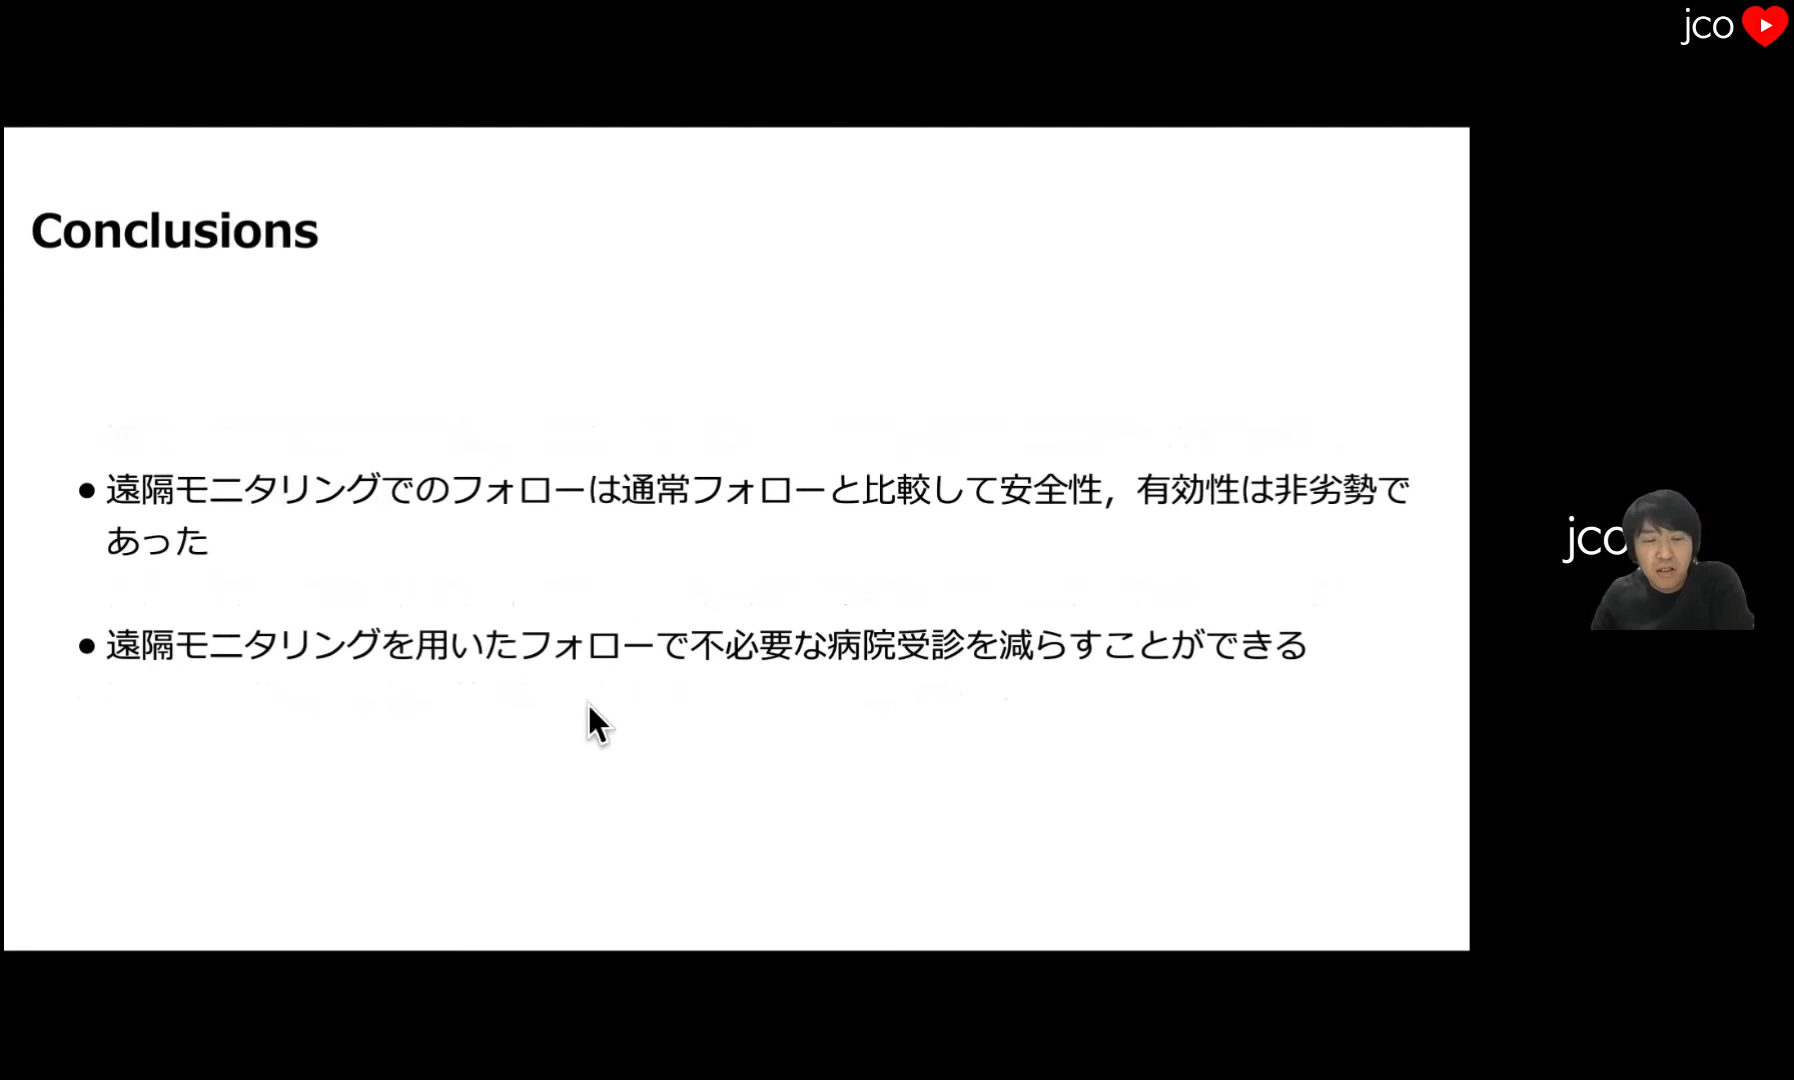 jco
Conclusions
● 遠隔モニタリングでのフォローは通常フォローと比較して安全性，有効性は非劣勢で
あった
jco
● 遠隔モニタリングを用いたフォローで不必要な病院受診を減らすことができる